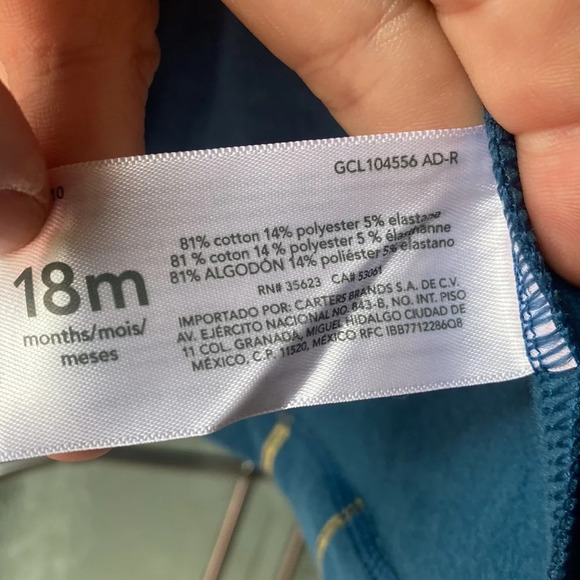 GCL104556 AD-R
10
18m
months/mois/
meses
81% cotton 14% polyester 5% elastane
81 % coton 14 % polyester 5 % élasthanne
81% ALGODÓN 14% poliéster 5% elastano
RN# 35623 CA# 53061
IMPORTADO POR: CARTERS BRANDS S.A. DE C.V.
AV. EJÉRCITO NACIONAL NO. 843-B, NO. INT. PISO
11 COL. GRANADA, MIGUEL HIDALGO CIUDAD DE
MÉXICO, C.P. 11520, MÉXICO RFC IBB7712286Q8